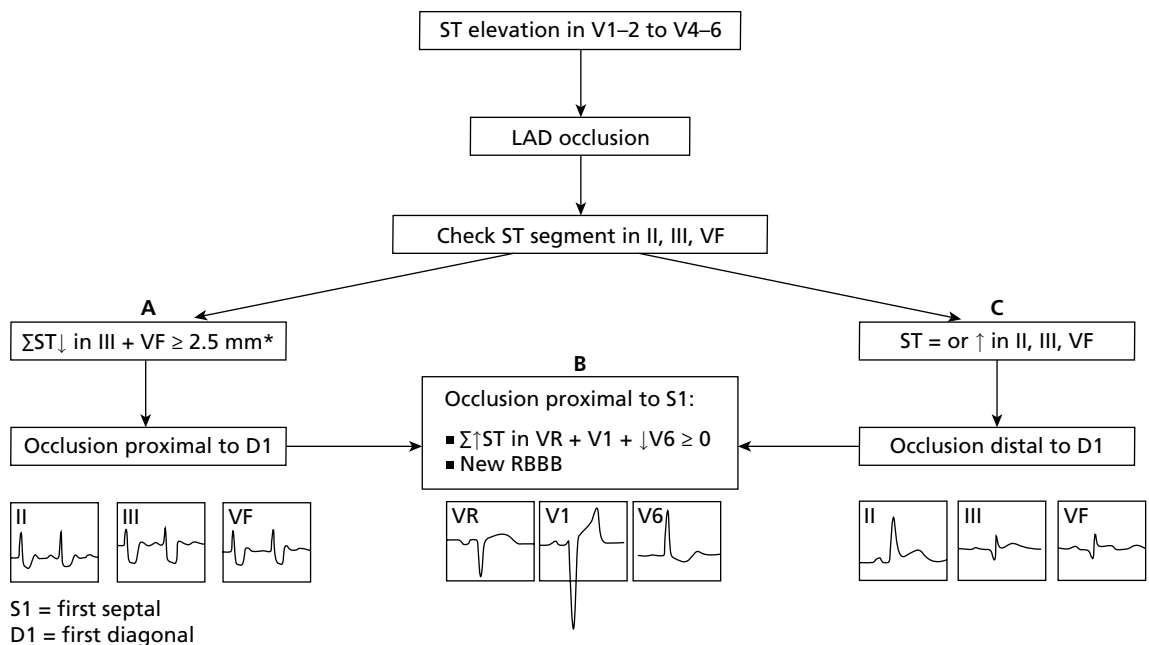 ST elevation in V1–2 to V4–6
LAD occlusion
Check ST segment in II, III, VF
A
∑ST↓ in III + VF ≥ 2.5 mm*
Occlusion proximal to D1
B
Occlusion proximal to S1:
▪ ∑↑ST in VR + V1 + ↓V6 ≥ 0
▪ New RBBB
C
ST = or ↑ in II, III, VF
Occlusion distal to D1
II
III
VF
VR
V1
V6
II
III
VF
S1 = first septal
D1 = first diagonal